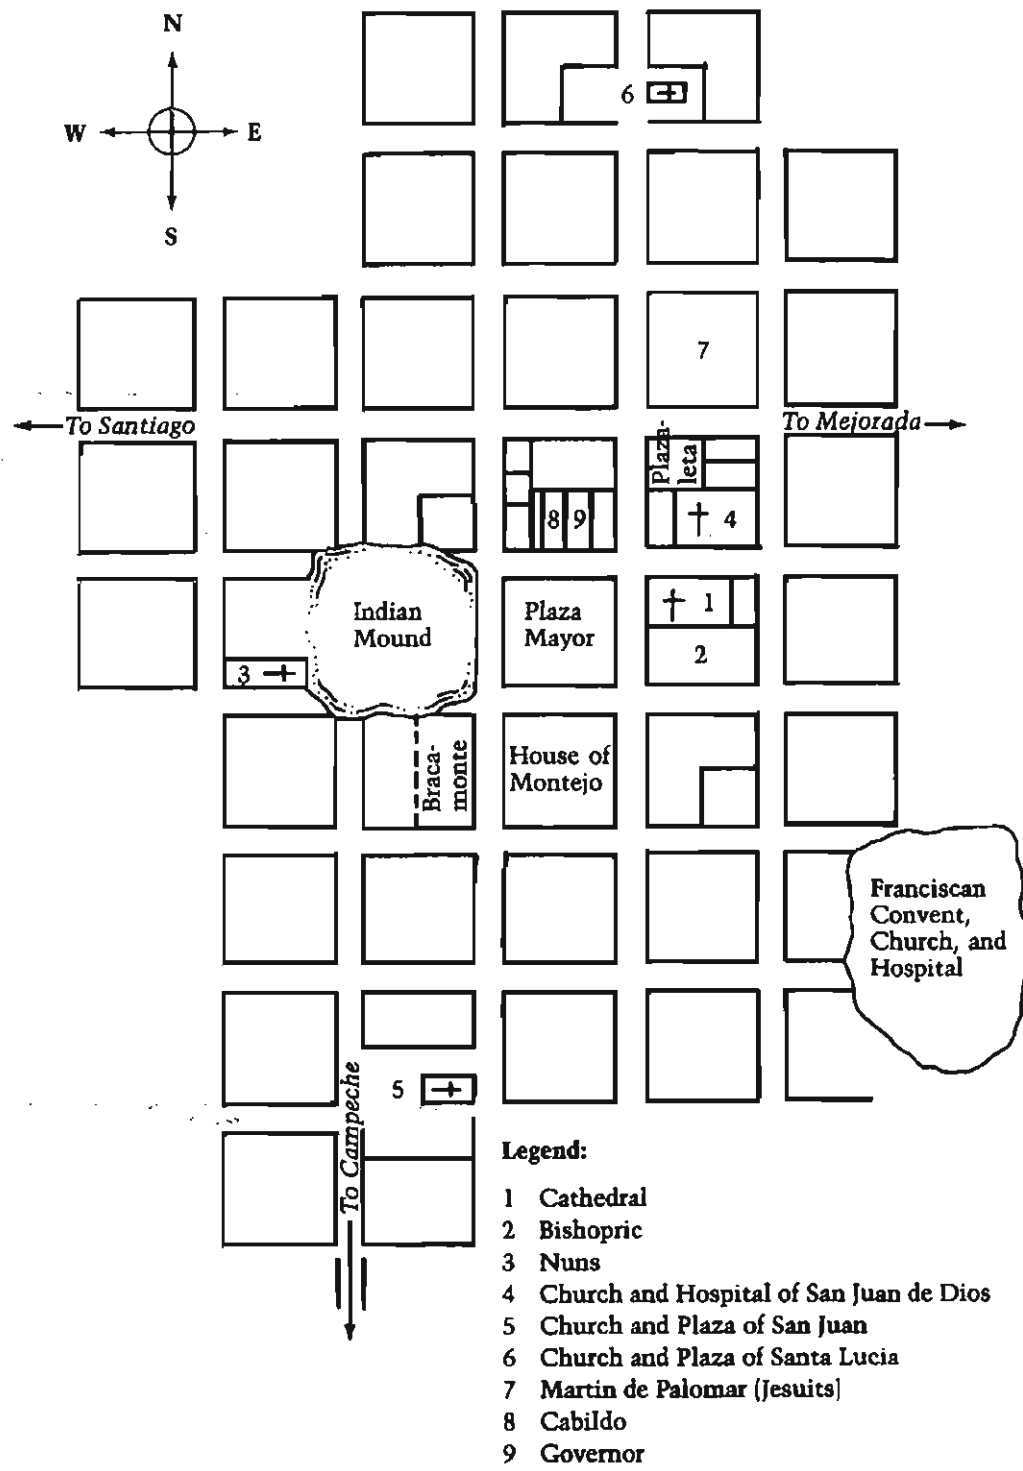 N
W E
S
6
7
To Santiago
To Mejorada
Plaza-
leta
8 9
4
Indian
Mound
Plaza
Mayor
1
2
3
Braca-
monte
House of
Montejo
Franciscan
Convent,
Church, and
Hospital
5
To Campeche
Legend:
1 Cathedral
2 Bishopric
3 Nuns
4 Church and Hospital of San Juan de Dios
5 Church and Plaza of San Juan
6 Church and Plaza of Santa Lucia
7 Martin de Palomar (Jesuits)
8 Cabildo
9 Governor